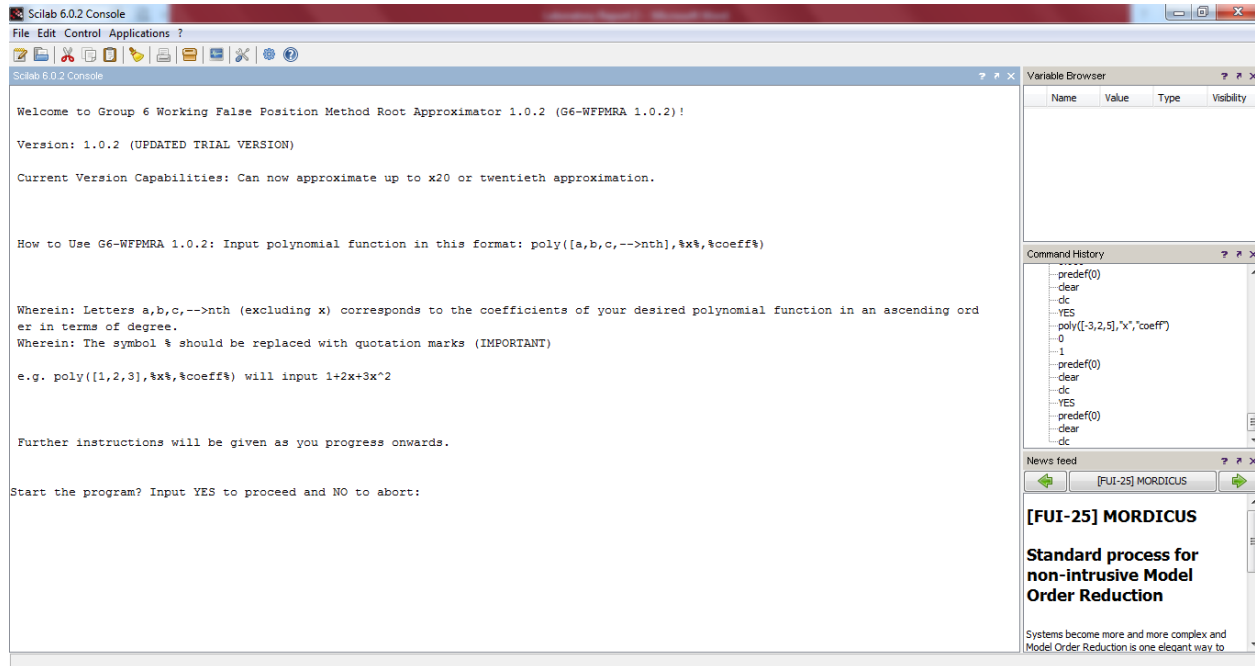 Scilab 6.0.2 Console
File Edit Control Applications ?
Scilab 6.0.2 Console
Welcome to Group 6 Working False Position Method Root Approximator 1.0.2 (G6-WFPMRA 1.0.2)!
Version: 1.0.2 (UPDATED TRIAL VERSION)
Current Version Capabilities: Can now approximate up to x20 or twentieth approximation.
How to Use G6-WFPMRA 1.0.2: Input polynomial function in this format: poly([a,b,c,-->nth],%x%,%coeff%)
Wherein: Letters a,b,c,-->nth (excluding x) corresponds to the coefficients of your desired polynomial function in an ascending ord
er in terms of degree.
Wherein: The symbol % should be replaced with quotation marks (IMPORTANT)
e.g. poly([1,2,3],%x%,%coeff%) will input 1+2x+3x^2
Further instructions will be given as you progress onwards.
Start the program? Input YES to proceed and NO to abort:
Variable Browser
Name Value Type Visibility
Command History
predef(0)
clear
clc
YES
poly([-3,2,5],"x","coeff")
0
1
predef(0)
clear
clc
YES
predef(0)
clear
clc
News feed
[FUI-25] MORDICUS
[FUI-25] MORDICUS
Standard process for
non-intrusive Model
Order Reduction
Systems become more and more complex and
Model Order Reduction is one elegant way to